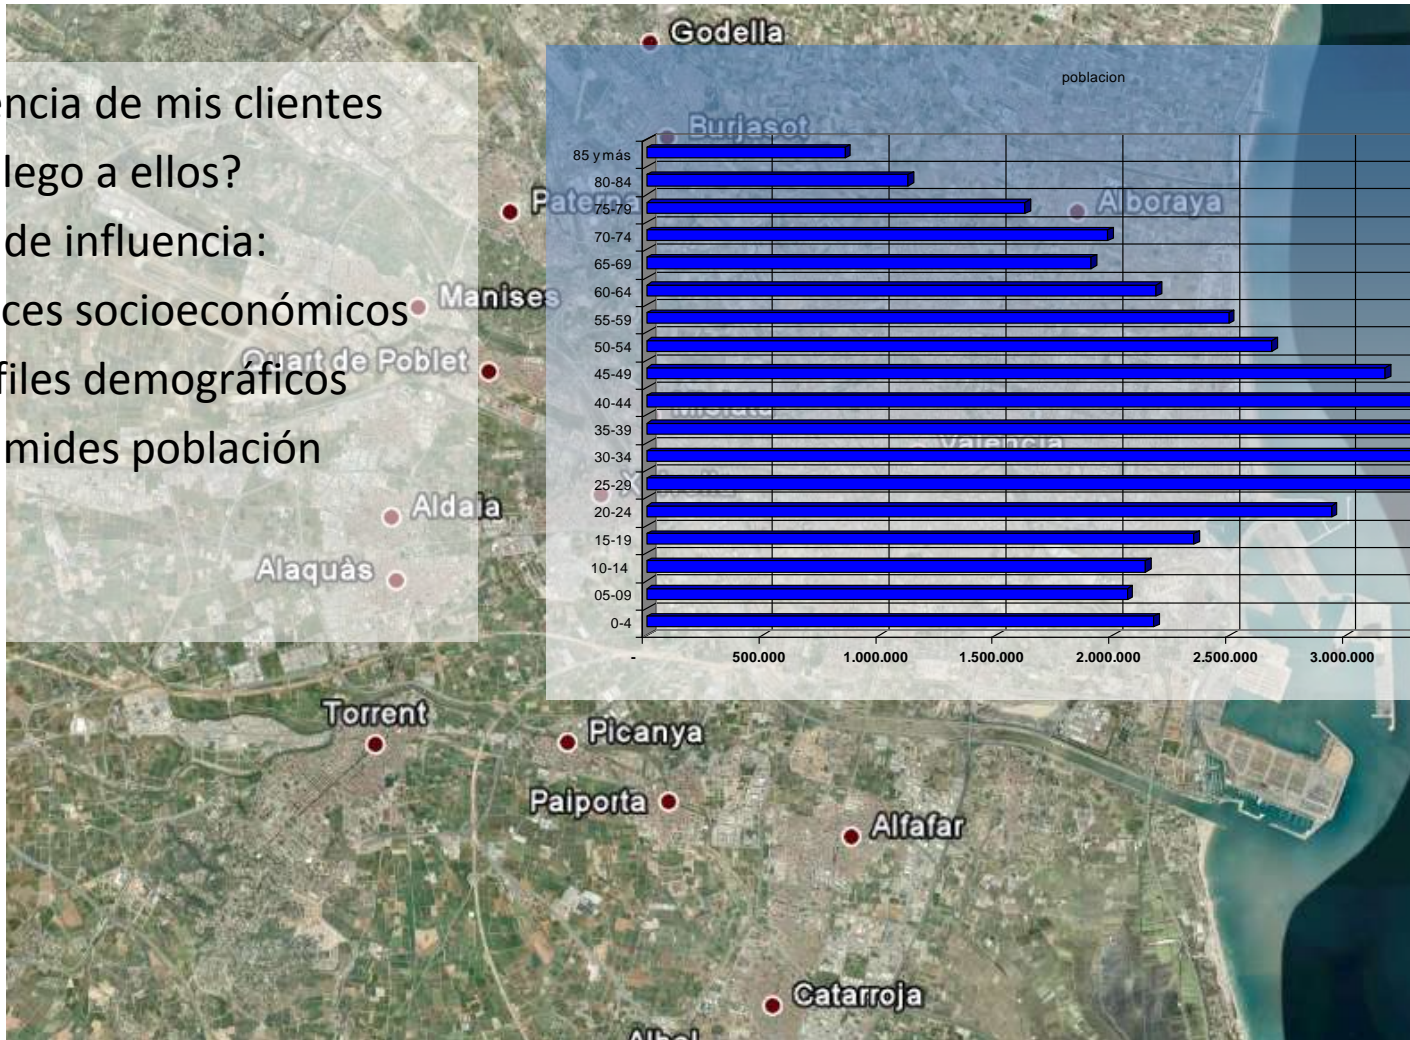 Godella
encia de mis clientes
lego a ellos?
de influencia:
ces socioeconómicos
files demográficos
mides población
poblacion
Burjasot
Paterna
Alboraya
Manises
Quart de Poblet
Mislata
Valencia
Aldaia
Alaquàs
85 y más
80-84
75-79
70-74
65-69
60-64
55-59
50-54
45-49
40-44
35-39
30-34
25-29
20-24
15-19
10-14
05-09
0-4
- 500.000 1.000.000 1.500.000 2.000.000 2.500.000 3.000.000
Torrent
Picanya
Paiporta
Alfafar
Catarroja